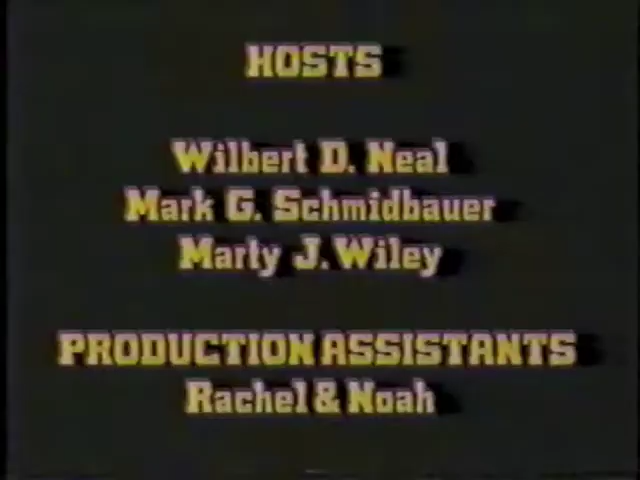 HOSTS
Wilbert D. Neal
Mark G. Schmidbauer
Marty J. Wiley
PRODUCTION ASSISTANTS
Rachel & Noah